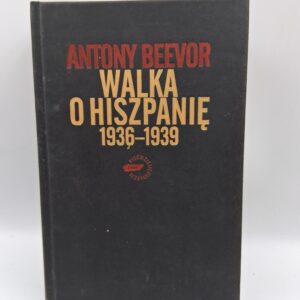 ANTONY BEEVOR
WALKA
O HISZPANIĘ
1936–1939